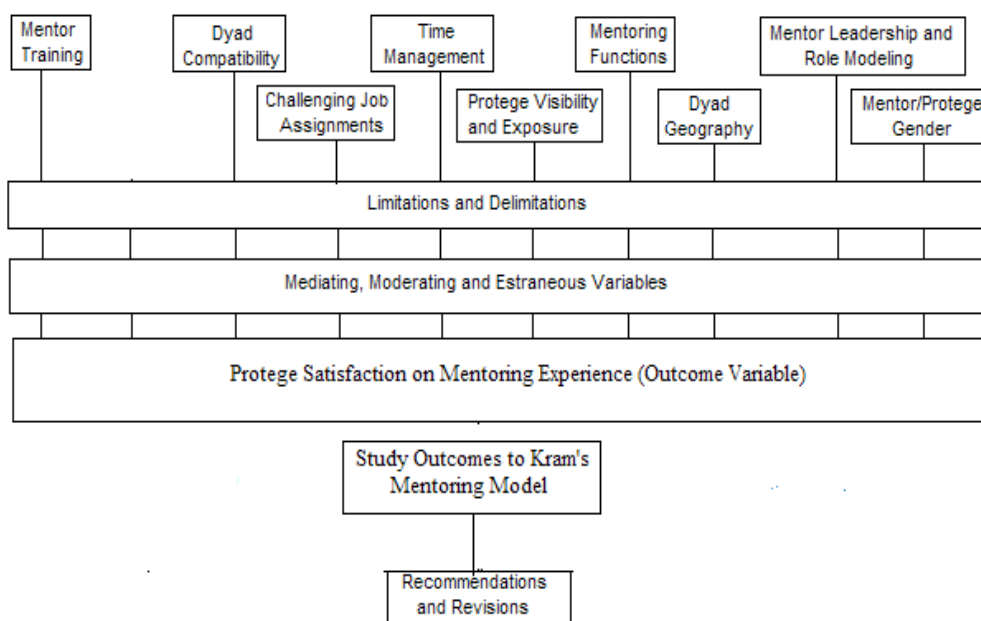 Mentor
Training
Dyad
Compatibility
Time
Management
Mentoring
Functions
Mentor Leadership and
Role Modeling
Challenging Job
Assignments
Protege Visibility
and Exposure
Dyad
Geography
Mentor/Protege
Gender
Limitations and Delimitations
Mediating, Moderating and Estraneous Variables
Protege Satisfaction on Mentoring Experience (Outcome Variable)
Study Outcomes to Kram's
Mentoring Model
Recommendations
and Revisions